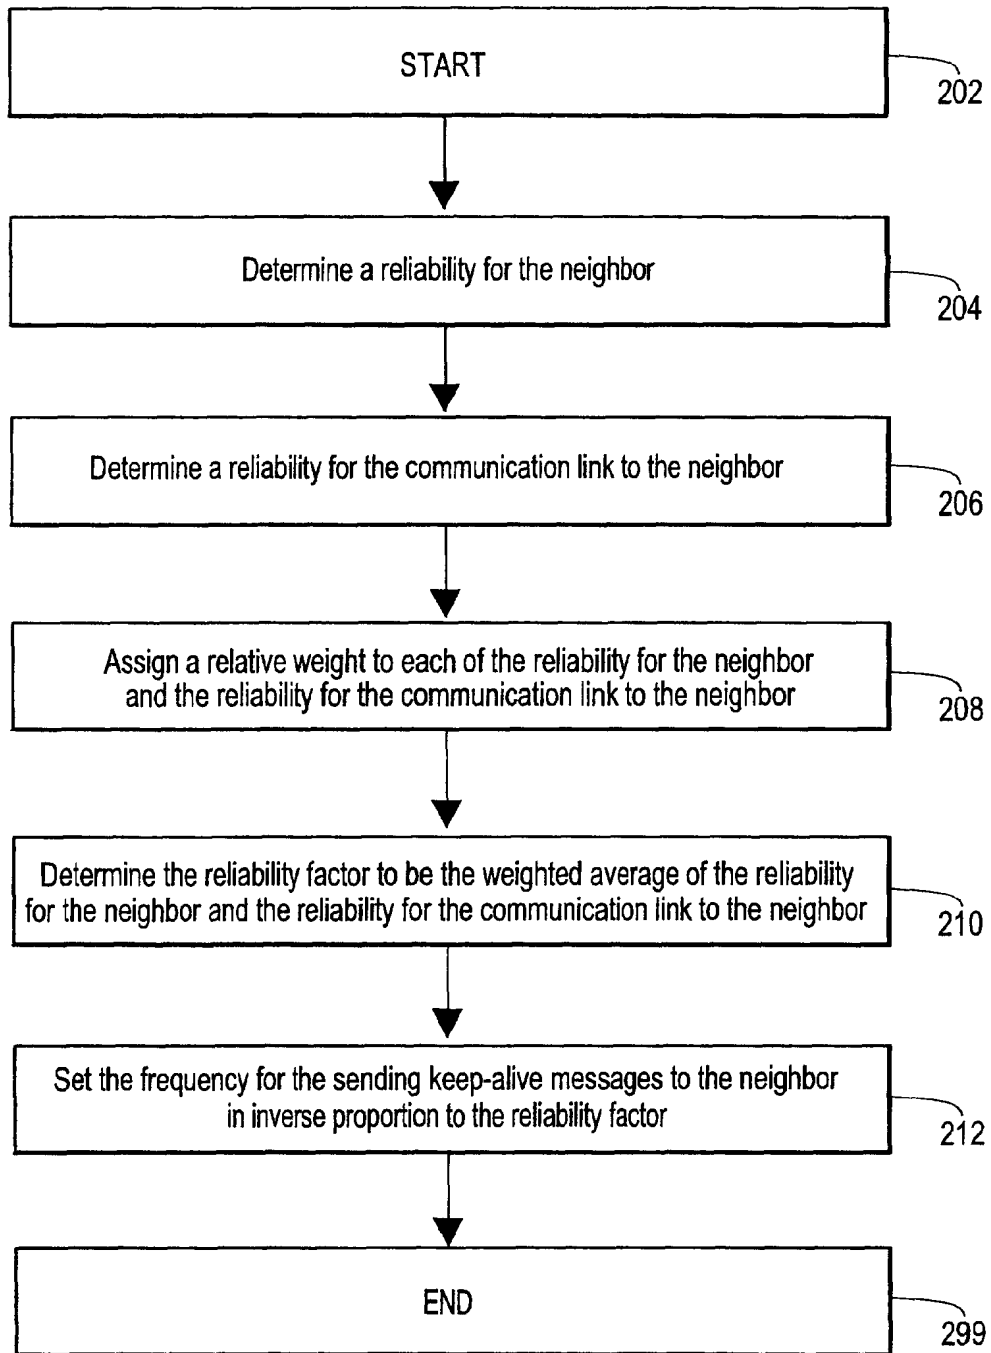 START
202
Determine a reliability for the neighbor
204
Determine a reliability for the communication link to the neighbor
206
Assign a relative weight to each of the reliability for the neighbor
and the reliability for the communication link to the neighbor
208
Determine the reliability factor to be the weighted average of the reliability
for the neighbor and the reliability for the communication link to the neighbor
210
Set the frequency for the sending keep-alive messages to the neighbor
in inverse proportion to the reliability factor
212
END
299